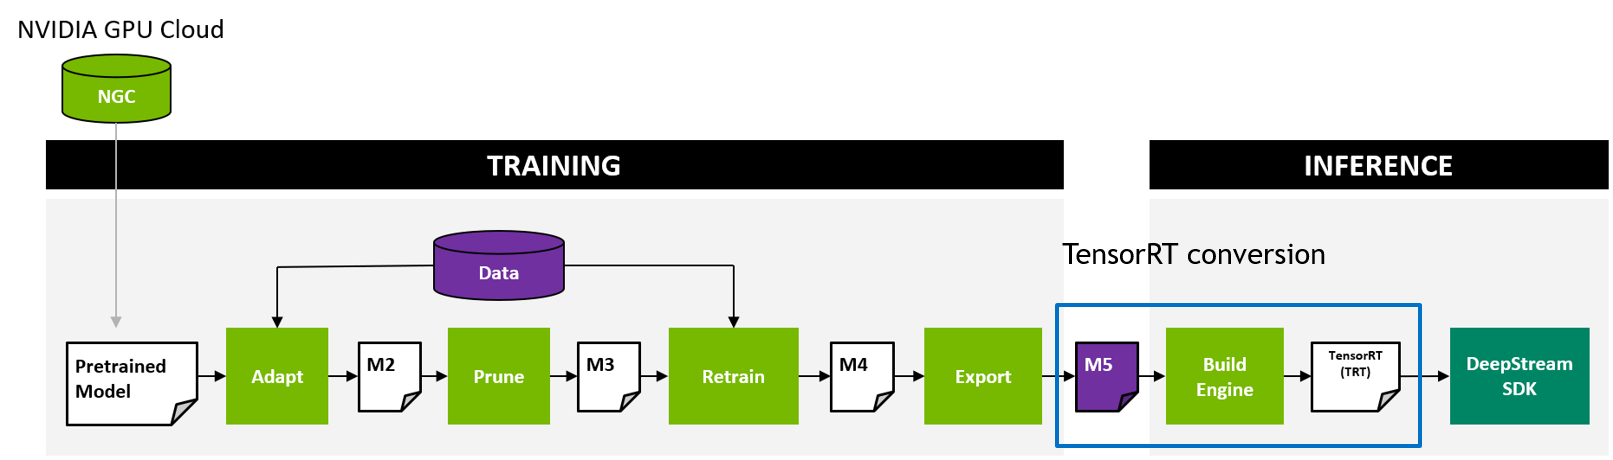 NVIDIA GPU Cloud
NGC
TRAINING
INFERENCE
Data
TensorRT conversion
Pretrained
Model
Adapt
M2
Prune
M3
Retrain
M4
Export
M5
Build
Engine
TensorRT
(TRT)
DeepStream
SDK